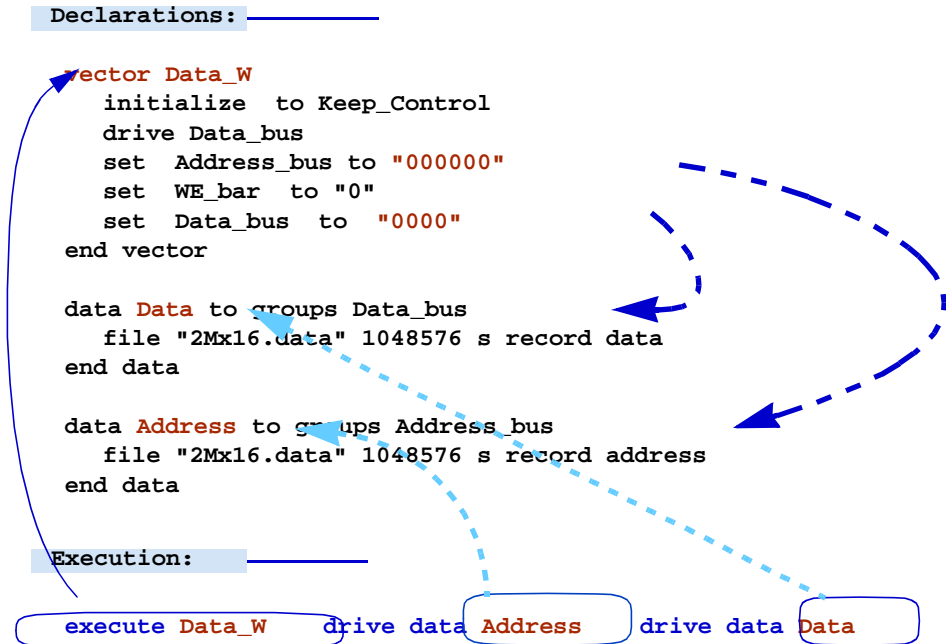 Declarations:
vector Data_W
initialize to Keep_Control
drive Data_bus
set Address_bus to "000000"
set WE_bar to "0"
set Data_bus to "0000"
end vector
data Data to groups Data_bus
file "2Mx16.data" 1048576 s record data
end data
data Address to groups Address_bus
file "2Mx16.data" 1048576 s record address
end data
Execution:
execute Data_W drive data Address drive data Data